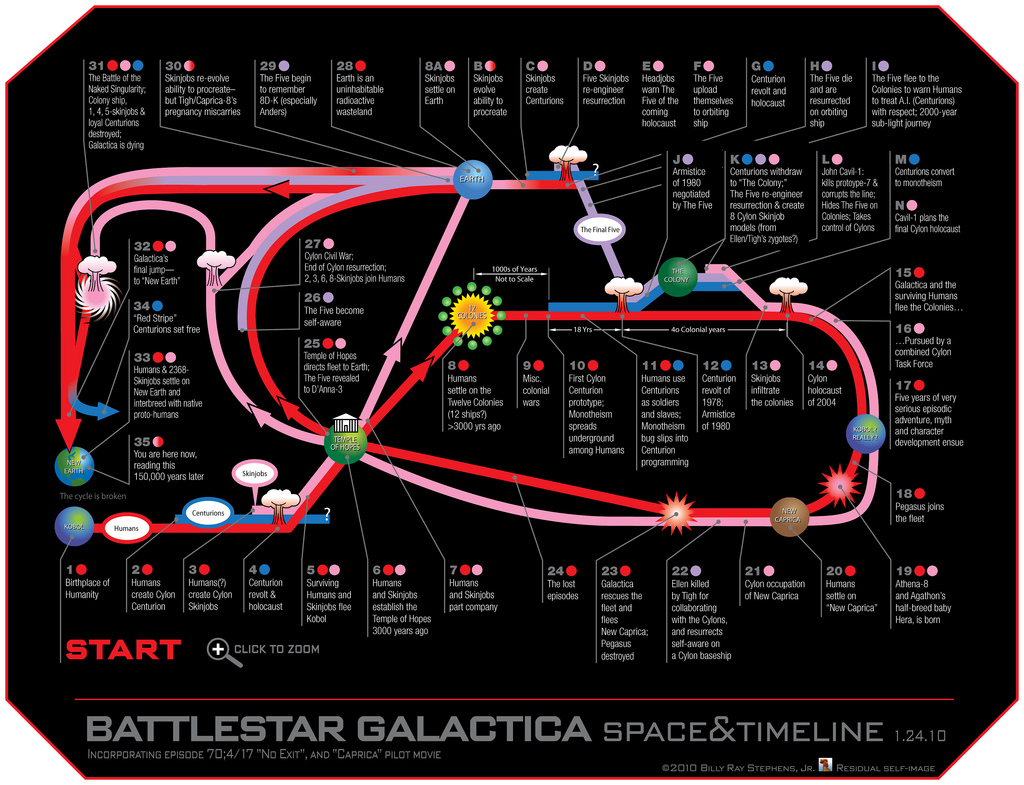 31
The Battle of the
Naked Singularity;
Colony ship,
1, 4, 5-skinjobs &
loyal Centurions
destroyed;
Galactica is dying
30
Skinjobs re-evolve
ability to procreate–
but Tigh/Caprica-8's
pregnancy miscarries
29
The Five begin
to remember
8D-K (especially
Anders)
28
Earth is an
uninhabitable
radioactive
wasteland
8A
Skinjobs
settle on
Earth
B
Skinjobs
evolve
ability to
procreate
C
Skinjobs
create
Centurions
D
Five Skinjobs
re-engineer
resurrection
E
Headjobs
warn The
Five of the
coming
holocaust
F
The Five
upload
themselves
to orbiting
ship
G
Centurion
revolt and
holocaust
H
The Five die
and are
resurrected
on orbiting
ship
I
The Five flee to the
Colonies to warn Humans
to treat A.I. (Centurions)
with respect; 2000-year
sub-light journey
J
Armistice
of 1980
negotiated
by The Five
K
Centurions withdraw
to "The Colony;"
The Five re-engineer
resurrection & create
8 Cylon Skinjob
models (from
Ellen/Tigh's zygotes?)
L
John Cavil-1:
kills prototype-7 &
corrupts the line;
Hides The Five on
Colonies; Takes
control of Cylons
M
Centurions convert
to monotheism
N
Cavil-1 plans the
final Cylon holocaust
EARTH
?
The Final Five
THE
COLONY
32
Galactica's
final jump—
to "New Earth"
34
"Red Stripe"
Centurions set free
33
Humans & 2368-
Skinjobs settle on
New Earth and
interbreed with native
proto-humans
35
You are here now,
reading this
150,000 years later
27
Cylon Civil War;
End of Cylon resurrection;
2, 3, 6, 8-Skinjobs join Humans
26
The Five become
self-aware
25
Temple of Hopes
directs fleet to Earth;
The Five revealed
to D'Anna-3
1000s of Years
Not to Scale
12
COLONIES
18 Yrs
4o Colonial years
8
Humans
settle on the
Twelve Colonies
(12 ships?)
>3000 yrs ago
9
Misc.
colonial
wars
10
First Cylon
Centurion
prototype;
Monotheism
spreads
underground
among Humans
11
Humans use
Centurions
as soldiers
and slaves;
Monotheism
bug slips into
Centurion
programming
12
Centurion
revolt of
1978;
Armistice
of 1980
13
Skinjobs
infiltrate
the colonies
14
Cylon
holocaust
of 2004
15
Galactica and the
surviving Humans
flee the Colonies…
16
…Pursued by a
combined Cylon
Task Force
17
Five years of very
serious episodic
adventure, myth
and character
development ensue
18
Pegasus joins
the fleet
KOBOL?
REALLY?
NEW
EARTH
The cycle is broken
TEMPLE
OF HOPES
Skinjobs
Centurions
Humans
KOBOL
?
NEW
CAPRICA
1
Birthplace of
Humanity
2
Humans
create Cylon
Centurion
3
Humans(?)
create Cylon
Skinjobs
4
Centurion
revolt &
holocaust
5
Surviving
Humans and
Skinjobs flee
Kobol
6
Humans
and Skinjobs
establish the
Temple of Hopes
3000 years ago
7
Humans
and Skinjobs
part company
24
The lost
episodes
23
Galactica
rescues the
fleet and
flees
New Caprica;
Pegasus
destroyed
22
Ellen killed
by Tigh for
collaborating
with the Cylons,
and resurrects
self-aware on
a Cylon baseship
21
Cylon occupation
of New Caprica
20
Humans
settle on
"New Caprica"
19
Athena-8
and Agathon's
half-breed baby
Hera, is born
START
CLICK TO ZOOM
BATTLESTAR GALACTICA SPACE&TIMELINE 1.24.10
INCORPORATING EPISODE 70;4/17 "NO EXIT", AND "CAPRICA" PILOT MOVIE
©2010 BILLY RAY STEPHENS, JR. RESIDUAL SELF-IMAGE